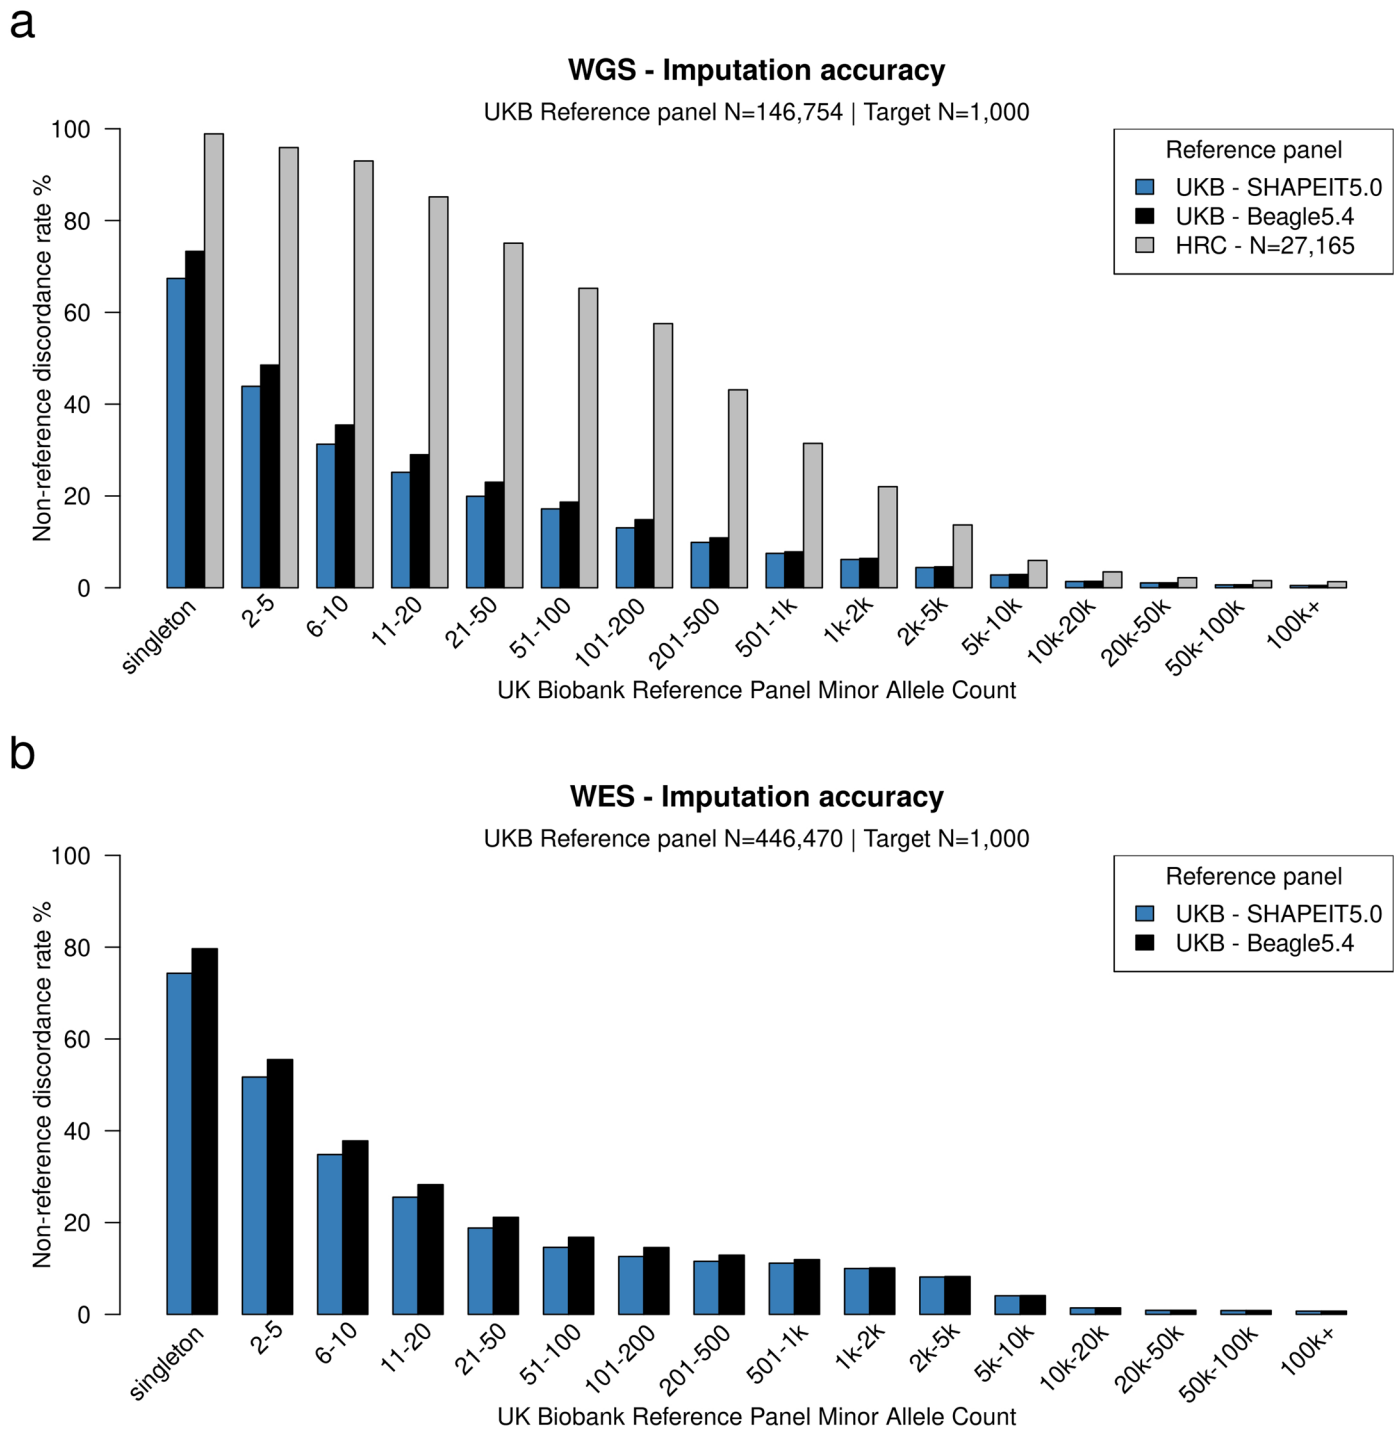 a
WGS - Imputation accuracy
UKB Reference panel N=146,754 | Target N=1,000
Non-reference discordance rate %
100
80
60
40
20
0
Reference panel
UKB - SHAPEIT5.0
UKB - Beagle5.4
HRC - N=27,165
singleton
2-5
6-10
11-20
21-50
51-100
101-200
201-500
501-1k
1k-2k
2k-5k
5k-10k
10k-20k
20k-50k
50k-100k
100k+
UK Biobank Reference Panel Minor Allele Count
b
WES - Imputation accuracy
UKB Reference panel N=446,470 | Target N=1,000
Non-reference discordance rate %
100
80
60
40
20
0
Reference panel
UKB - SHAPEIT5.0
UKB - Beagle5.4
singleton
2-5
6-10
11-20
21-50
51-100
101-200
201-500
501-1k
1k-2k
2k-5k
5k-10k
10k-20k
20k-50k
50k-100k
100k+
UK Biobank Reference Panel Minor Allele Count